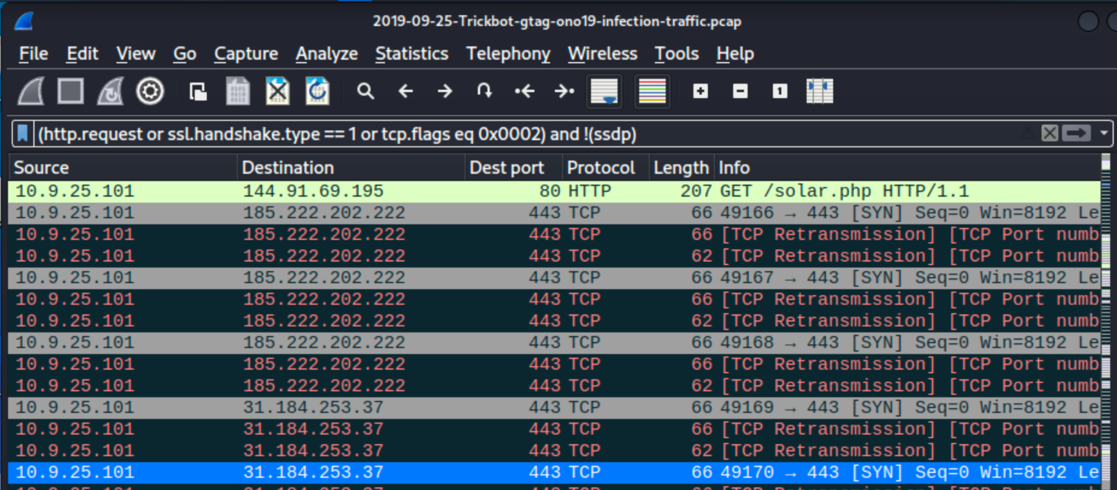 2019-09-25-Trickbot-gtag-ono19-infection-traffic.pcap
File Edit View Go Capture Analyze Statistics Telephony Wireless Tools Help
(http.request or ssl.handshake.type == 1 or tcp.flags eq 0x0002) and !(ssdp)
Source Destination Dest port Protocol Length Info
10.9.25.101 144.91.69.195 80 HTTP 207 GET /solar.php HTTP/1.1
10.9.25.101 185.222.202.222 443 TCP 66 49166 → 443 [SYN] Seq=0 Win=8192 Le
10.9.25.101 185.222.202.222 443 TCP 66 [TCP Retransmission] [TCP Port numb
10.9.25.101 185.222.202.222 443 TCP 62 [TCP Retransmission] [TCP Port numb
10.9.25.101 185.222.202.222 443 TCP 66 49167 → 443 [SYN] Seq=0 Win=8192 Le
10.9.25.101 185.222.202.222 443 TCP 66 [TCP Retransmission] [TCP Port numb
10.9.25.101 185.222.202.222 443 TCP 62 [TCP Retransmission] [TCP Port numb
10.9.25.101 185.222.202.222 443 TCP 66 49168 → 443 [SYN] Seq=0 Win=8192 Le
10.9.25.101 185.222.202.222 443 TCP 66 [TCP Retransmission] [TCP Port numb
10.9.25.101 185.222.202.222 443 TCP 62 [TCP Retransmission] [TCP Port numb
10.9.25.101 31.184.253.37 443 TCP 66 49169 → 443 [SYN] Seq=0 Win=8192 Le
10.9.25.101 31.184.253.37 443 TCP 66 [TCP Retransmission] [TCP Port numb
10.9.25.101 31.184.253.37 443 TCP 62 [TCP Retransmission] [TCP Port numb
10.9.25.101 31.184.253.37 443 TCP 66 49170 → 443 [SYN] Seq=0 Win=8192 Le